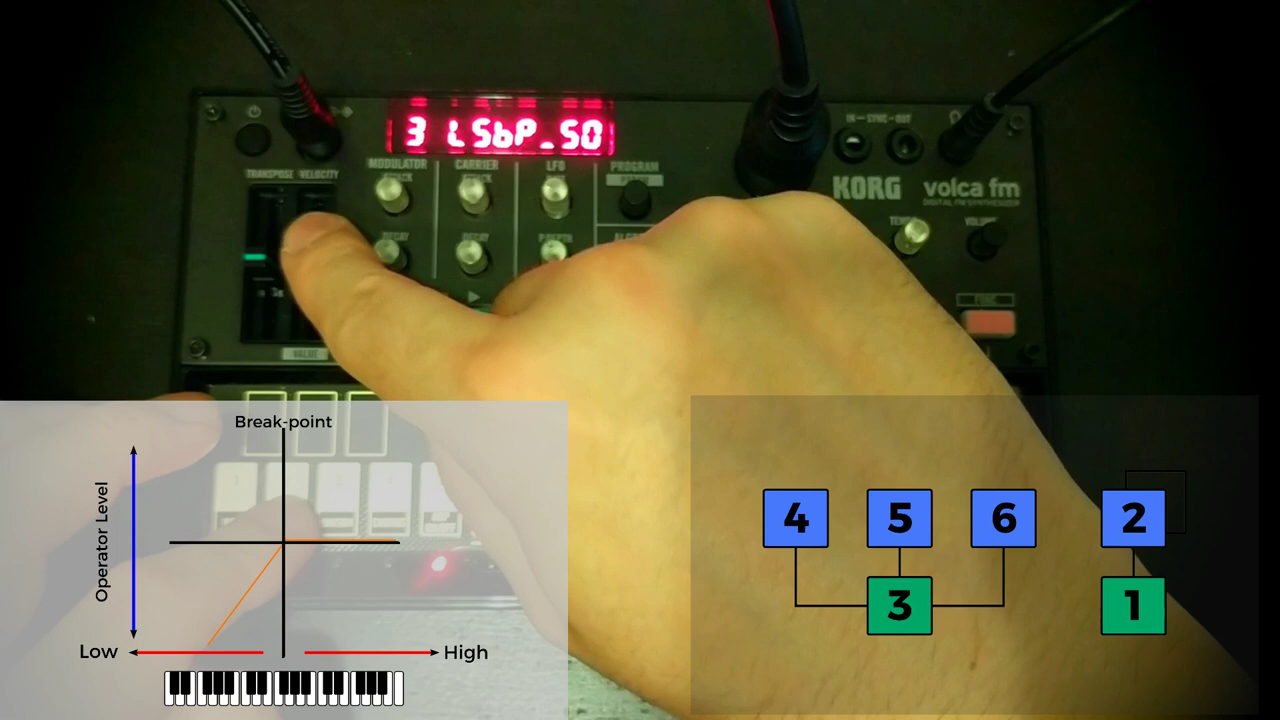 3 LSbP_50
IN—SYNC—OUT
MODULATOR CARRIER LFO PROGRAM
TRANSPOSE VELOCITY ATTACK ATTACK
KORG volca fm
DIGITAL FM SYNTHESIZER
TEMPO VOLUME
DECAY DECAY
FUNC
VALUE
Break-point
Operator Level
Low High
4 5 6 2
3 1